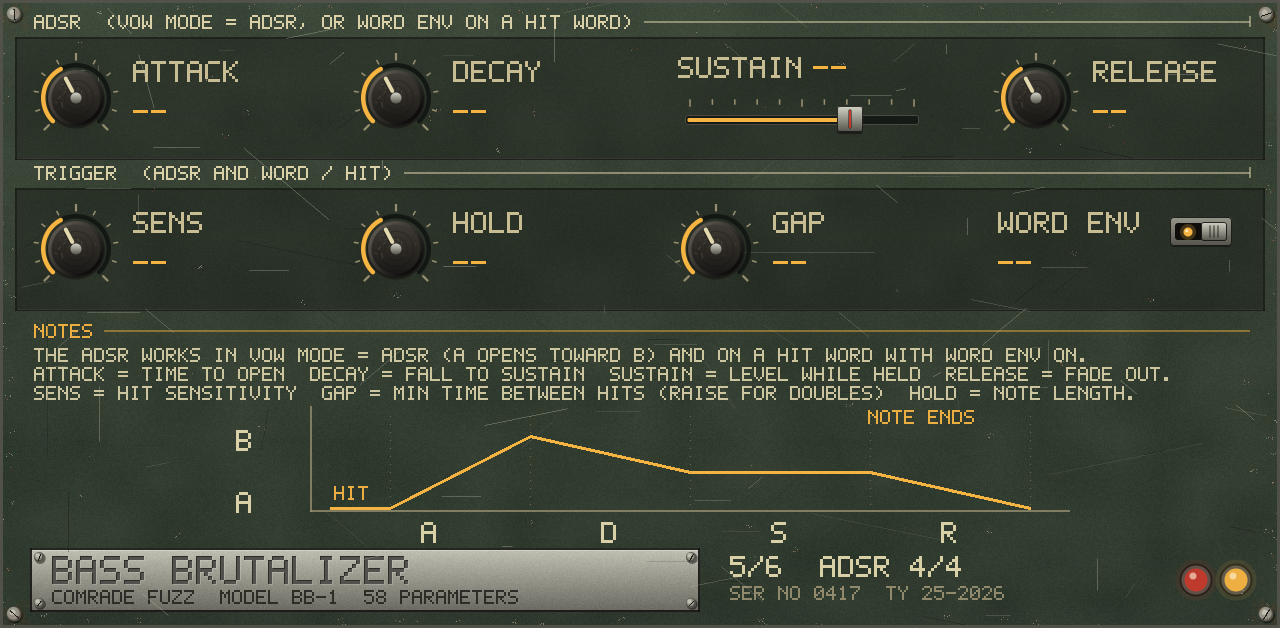 ADSR (VOW MODE = ADSR, OR WORD ENV ON A HIT WORD)
ATTACK
--
DECAY
--
SUSTAIN --
RELEASE
--
TRIGGER (ADSR AND WORD / HIT)
SENS
--
HOLD
--
GAP
--
WORD ENV
--
NOTES
THE ADSR WORKS IN VOW MODE = ADSR (A OPENS TOWARD B) AND ON A HIT WORD WITH WORD ENV ON.
ATTACK = TIME TO OPEN DECAY = FALL TO SUSTAIN SUSTAIN = LEVEL WHILE HELD RELEASE = FADE OUT.
SENS = HIT SENSITIVITY GAP = MIN TIME BETWEEN HITS (RAISE FOR DOUBLES) HOLD = NOTE LENGTH.
NOTE ENDS
B
A
HIT
A D S R
BASS BRUTALIZER
COMRADE FUZZ MODEL BB-1 58 PARAMETERS
5/6 ADSR 4/4
SER NO 0417 TY 25-2026